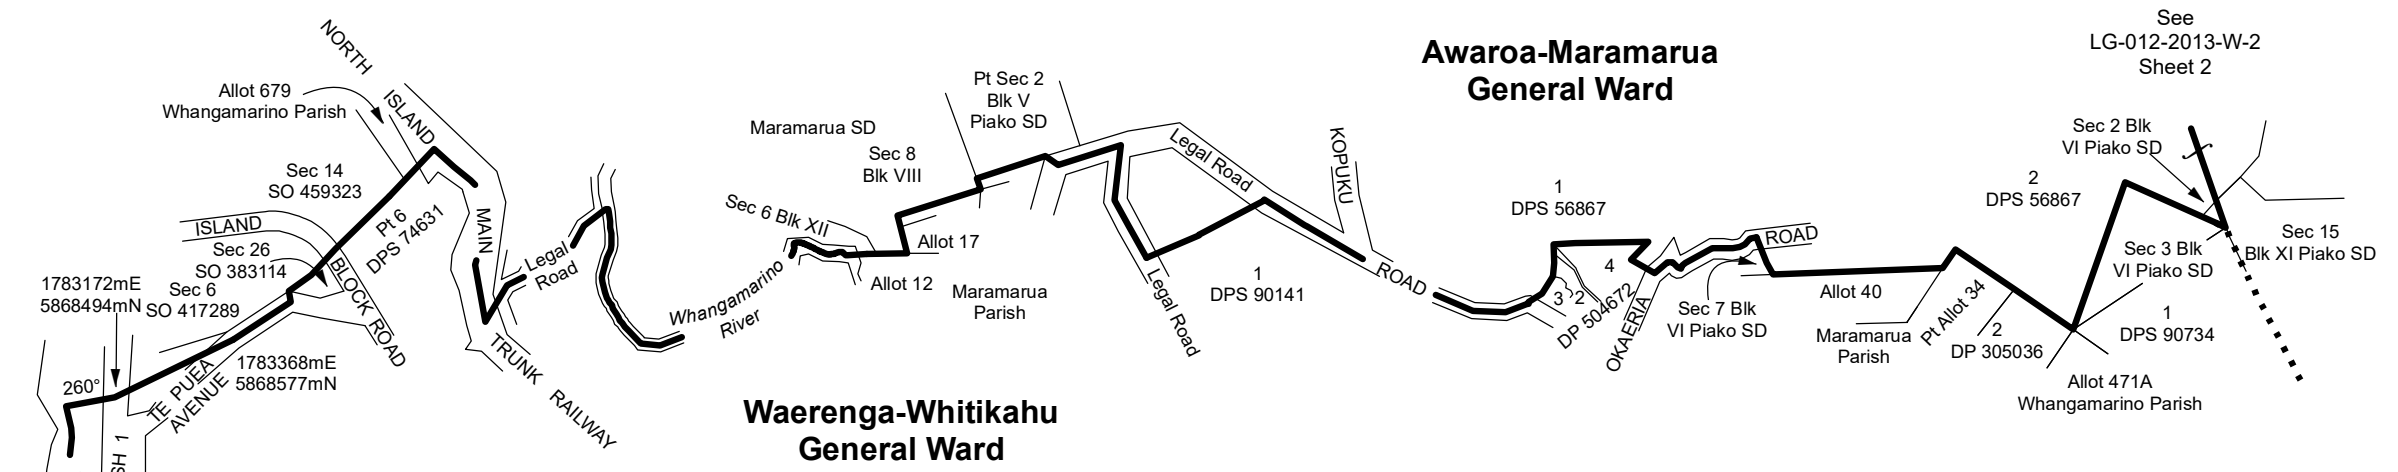 NORTH
ISLAND
Allot 679
Whangamarino Parish
Sec 14
SO 459323
Pt 6
DPS 74631
ISLAND
Sec 26
SO 383114
BLOCK ROAD
1783172mE
5868494mN
Sec 6
SO 417289
260°
TE PUEA
AVENUE
1783368mE
5868577mN
SH 1
MAIN
TRUNK
RAILWAY
Legal
Road
Whangamarino
River
Waerenga-Whitikahu
General Ward
Maramarua SD
Sec 8
Blk VIII
Sec 6 Blk XII
Allot 17
Allot 12
Maramarua
Parish
Pt Sec 2
Blk V
Piako SD
Legal Road
Legal Road
1
DPS 90141
KOPUKU
ROAD
Awaroa-Maramarua
General Ward
1
DPS 56867
4
3
2
DP 504672
OKAERIA
ROAD
Sec 7 Blk
VI Piako SD
Allot 40
Maramarua
Parish
Pt Allot 34
2
DP 305036
2
DPS 56867
See
LG-012-2013-W-2
Sheet 2
Sec 2 Blk
VI Piako SD
Sec 3 Blk
VI Piako SD
Sec 15
Blk XI Piako SD
1
DPS 90734
Allot 471A
Whangamarino Parish